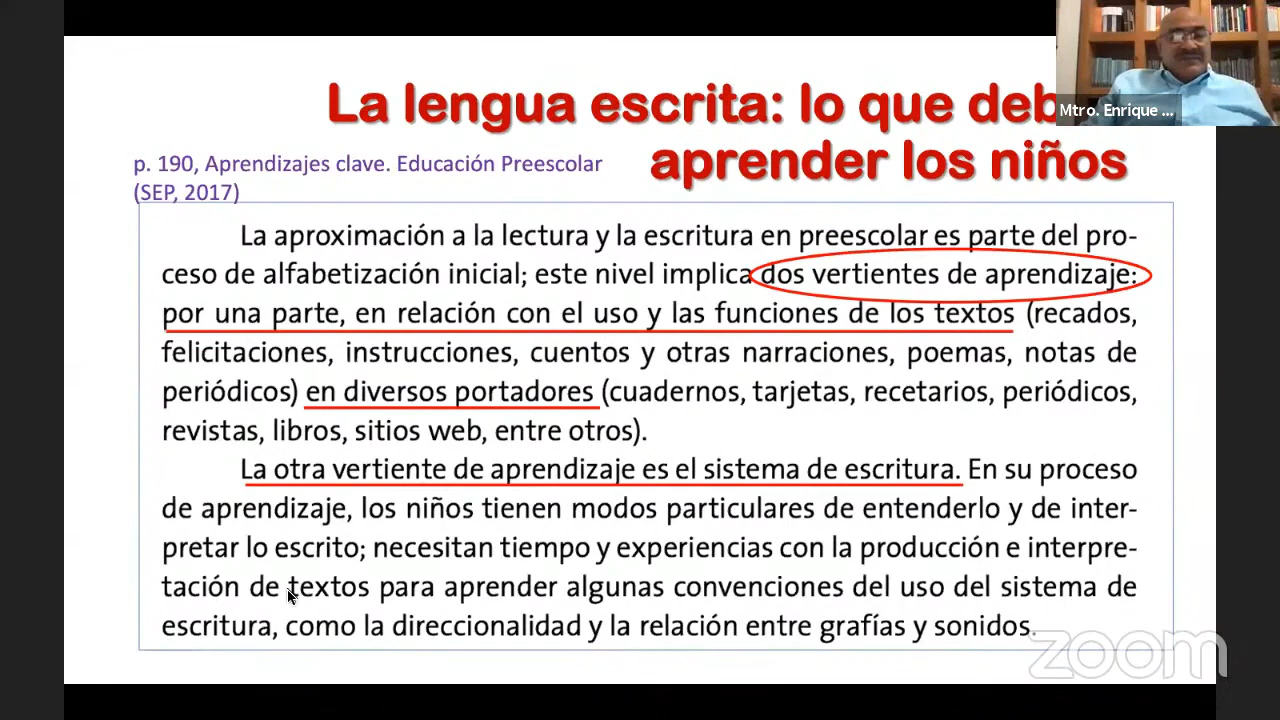 La lengua escrita: lo que deb
aprender los niños
Mtro. Enrique ...
p. 190, Aprendizajes clave. Educación Preescolar
(SEP, 2017)
La aproximación a la lectura y la escritura en preescolar es parte del pro-
ceso de alfabetización inicial; este nivel implica dos vertientes de aprendizaje:
por una parte, en relación con el uso y las funciones de los textos (recados,
felicitaciones, instrucciones, cuentos y otras narraciones, poemas, notas de
periódicos) en diversos portadores (cuadernos, tarjetas, recetarios, periódicos,
revistas, libros, sitios web, entre otros).
La otra vertiente de aprendizaje es el sistema de escritura. En su proceso
de aprendizaje, los niños tienen modos particulares de entenderlo y de inter-
pretar lo escrito; necesitan tiempo y experiencias con la producción e interpre-
tación de textos para aprender algunas convenciones del uso del sistema de
escritura, como la direccionalidad y la relación entre grafías y sonidos.
zoom